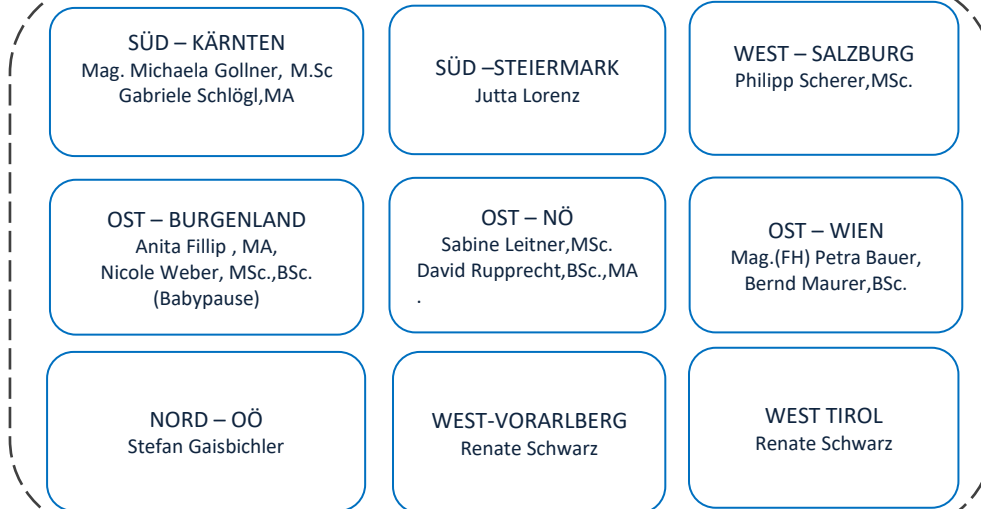 SÜD – KÄRNTEN
Mag. Michaela Gollner, M.Sc
Gabriele Schlögl,MA
SÜD –STEIERMARK
Jutta Lorenz
WEST – SALZBURG
Philipp Scherer,MSc.
OST – BURGENLAND
Anita Fillip , MA,
Nicole Weber, MSc.,BSc.
(Babypause)
OST – NÖ
Sabine Leitner,MSc.
David Rupprecht,BSc.,MA
.
OST – WIEN
Mag.(FH) Petra Bauer,
Bernd Maurer,BSc.
NORD – OÖ
Stefan Gaisbichler
WEST-VORARLBERG
Renate Schwarz
WEST TIROL
Renate Schwarz